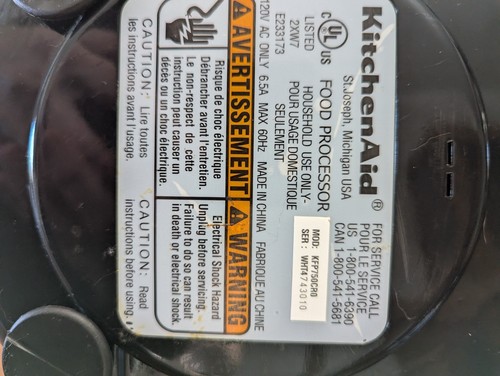 KitchenAid®
St. Joseph, Michigan USA
FOR SERVICE CALL
POUR LE SERVICE
US 1-800-541-6390
CAN 1-800-541-5681
C UL US
LISTED
2XW7
E233173
FOOD PROCESSOR
HOUSEHOLD USE ONLY-
POUR USAGE DOMESTIQUE
SEULEMENT
MOD: KFP750CR0
SER: WHT4743010
120V AC ONLY 6.5A MAX 60Hz MADE IN CHINA FABRIQUE AU CHINE
AVERTISSEMENT
WARNING
Risque de choc électrique
Débrancher avant l'entretien.
Le non-respect de cette
instruction peut causer un
décès ou un choc électrique.
Electrical Shock Hazard
Unplug before servicing.
Failure to do so can result
in death or electrical shock.
CAUTION: Lire toutes
les instructions avant l'usage.
CAUTION: Read
instructions before using.